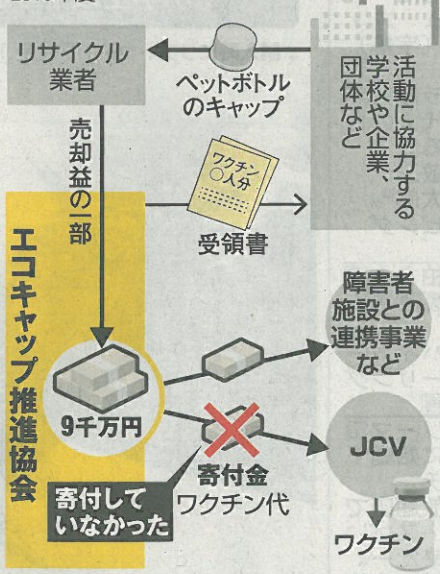 リサイクル
業者
ペットボトル
のキャップ
活動に協力する
学校や企業、
団体など
売却益の一部
ワクチン
〇人分
受領書
エコキャップ推進協会
9千万円
障害者
施設との
連携事業
など
寄付して
いなかった
寄付金
ワクチン代
JCV
ワクチン